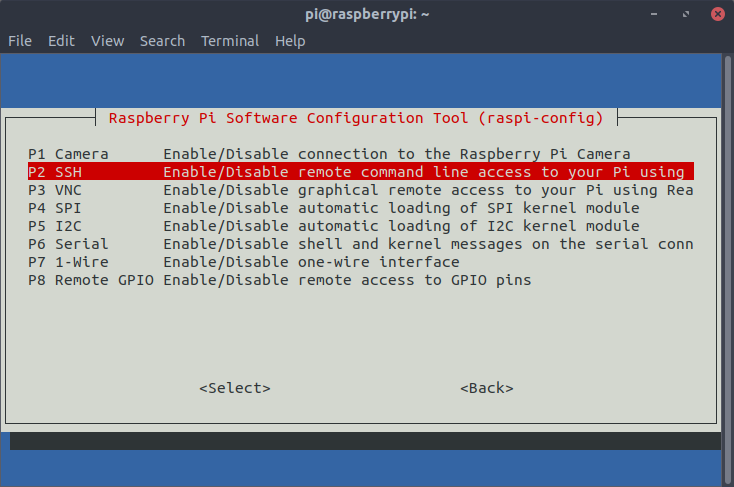 pi@raspberrypi: ~
File Edit View Search Terminal Help
Raspberry Pi Software Configuration Tool (raspi-config)
P1 Camera Enable/Disable connection to the Raspberry Pi Camera
P2 SSH Enable/Disable remote command line access to your Pi using
P3 VNC Enable/Disable graphical remote access to your Pi using Rea
P4 SPI Enable/Disable automatic loading of SPI kernel module
P5 I2C Enable/Disable automatic loading of I2C kernel module
P6 Serial Enable/Disable shell and kernel messages on the serial conn
P7 1-Wire Enable/Disable one-wire interface
P8 Remote GPIO Enable/Disable remote access to GPIO pins
<Select> <Back>